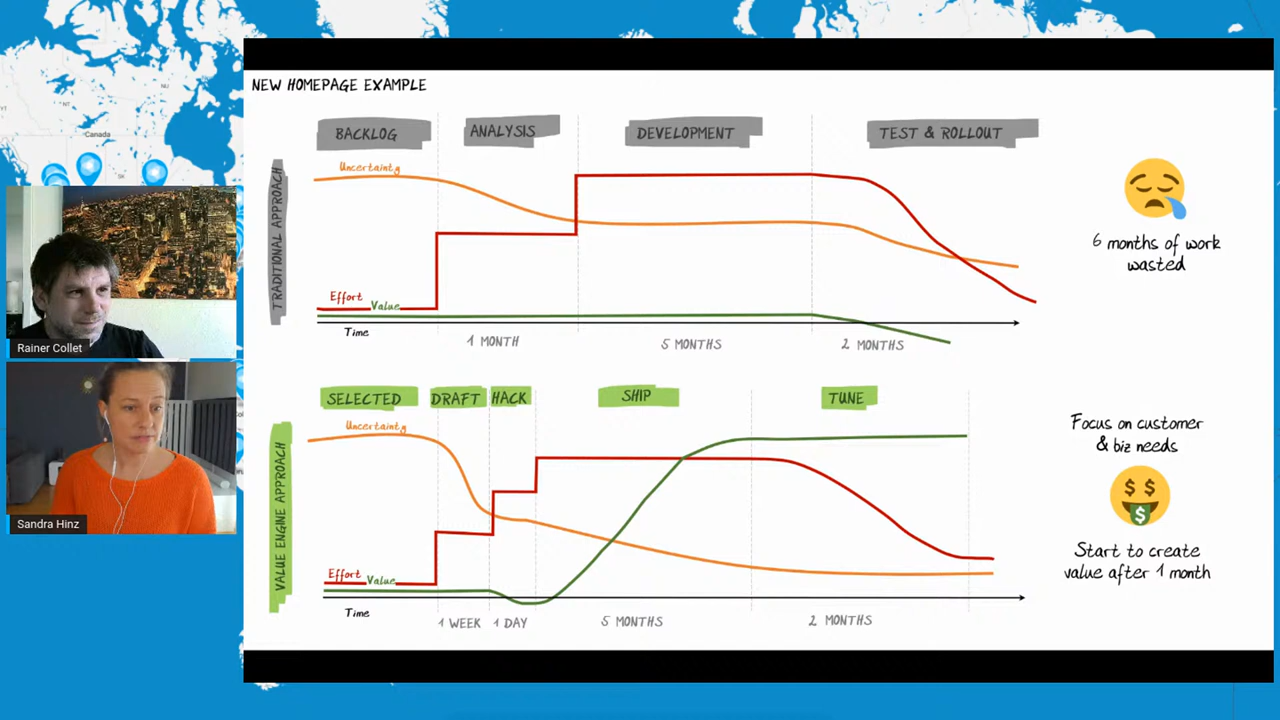 NEW HOMEPAGE EXAMPLE
BACKLOG
ANALYSIS
DEVELOPMENT
TEST & ROLLOUT
TRADITIONAL APPROACH
Uncertainty
Effort
Value
Time
1 MONTH
5 MONTHS
2 MONTHS
6 months of work
wasted
SELECTED
DRAFT
HACK
SHIP
TUNE
VALUE ENGINE APPROACH
Uncertainty
Effort
Value
Time
1 WEEK
1 DAY
5 MONTHS
2 MONTHS
Focus on customer
& biz needs
Start to create
value after 1 month
Canada
NT
NU
Rainer Collet
Sandra Hinz